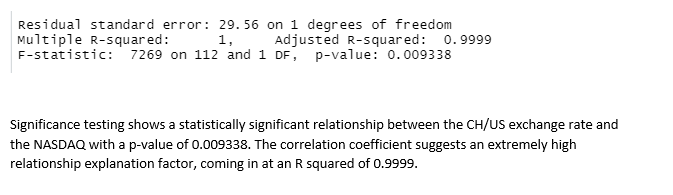 Residual standard error: 29.56 on 1 degrees of freedom
Multiple R-squared:      1,     Adjusted R-squared:  0.9999
F-statistic:  7269 on 112 and 1 DF,  p-value: 0.009338
Significance testing shows a statistically significant relationship between the CH/US exchange rate and
the NASDAQ with a p-value of 0.009338. The correlation coefficient suggests an extremely high
relationship explanation factor, coming in at an R squared of 0.9999.